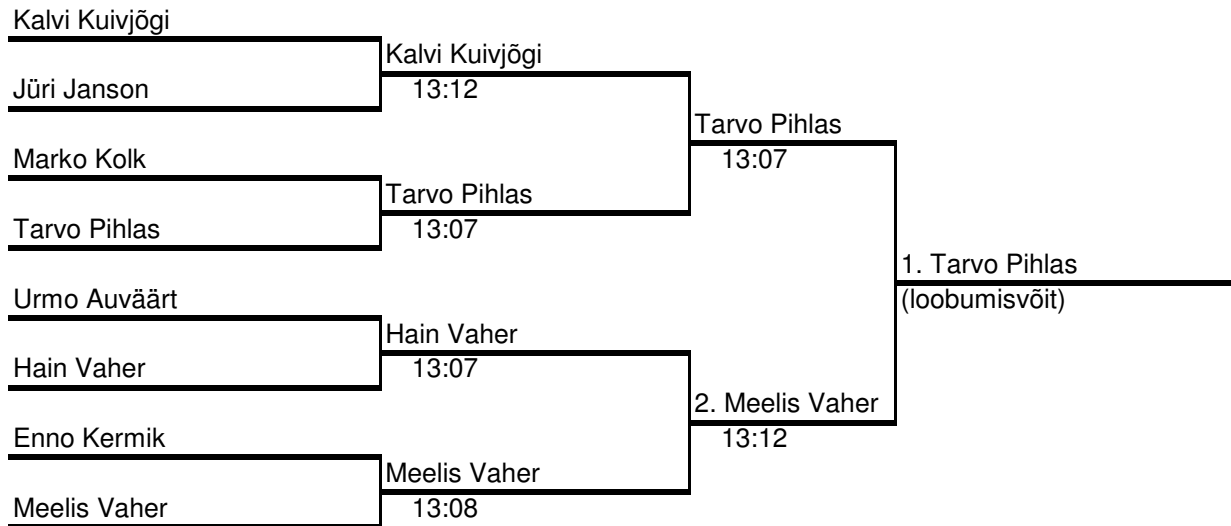 Kalvi Kuivjõgi
Kalvi Kuivjõgi
Jüri Janson
13:12
Tarvo Pihlas
Marko Kolk
13:07
Tarvo Pihlas
Tarvo Pihlas
13:07
1. Tarvo Pihlas
Urmo Auväärt
(loobumisvõit)
Hain Vaher
Hain Vaher
13:07
2. Meelis Vaher
Enno Kermik
13:12
Meelis Vaher
Meelis Vaher
13:08